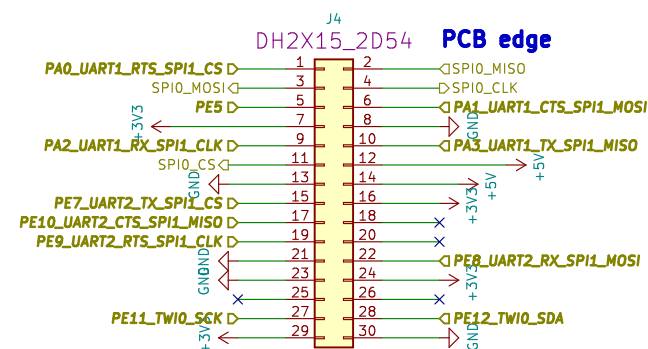 J4
DH2X15_2D54 PCB edge
PA0_UART1_RTS_SPI1_CS 1 2 SPI0_MISO
SPI0_MOSI 3 4 SPI0_CLK
PE5 5 6 PA1_UART1_CTS_SPI1_MOSI
+3V3 7 8 GND
PA2_UART1_RX_SPI1_CLK 9 10 PA3_UART1_TX_SPI1_MISO
SPI0_CS 11 12 +5V
GND 13 14 +5V
PE7_UART2_TX_SPI1_CS 15 16 +3V3
PE10_UART2_CTS_SPI1_MISO 17 18
PE9_UART2_RTS_SPI1_CLK 19 20
GND 21 22 PE8_UART2_RX_SPI1_MOSI
GND 23 24 +3V3
25 26
PE11_TWI0_SCK 27 28 PE12_TWI0_SDA
+3V3 29 30 GND